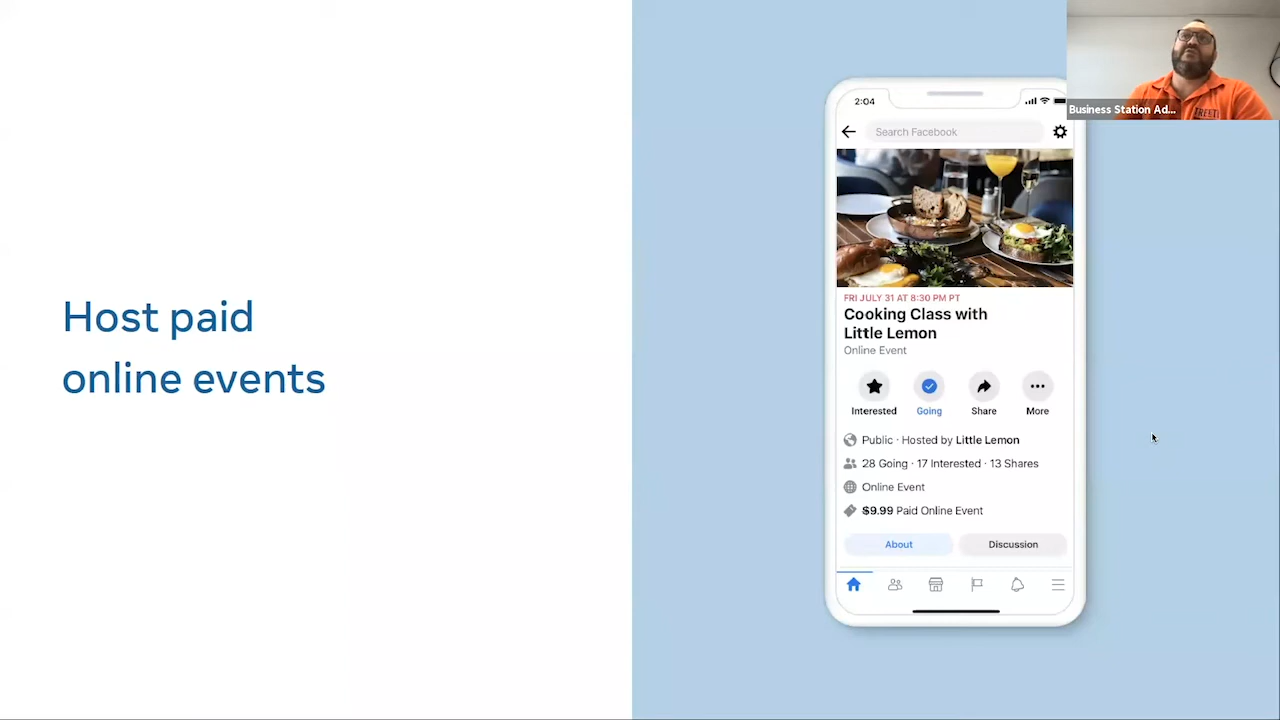 Host paid
online events
2:04
Search Facebook
FRI JULY 31 AT 8:30 PM PT
Cooking Class with
Little Lemon
Online Event
Interested
Going
Share
More
Public · Hosted by Little Lemon
28 Going · 17 Interested · 13 Shares
Online Event
$9.99 Paid Online Event
About
Discussion
Business Station Ad...